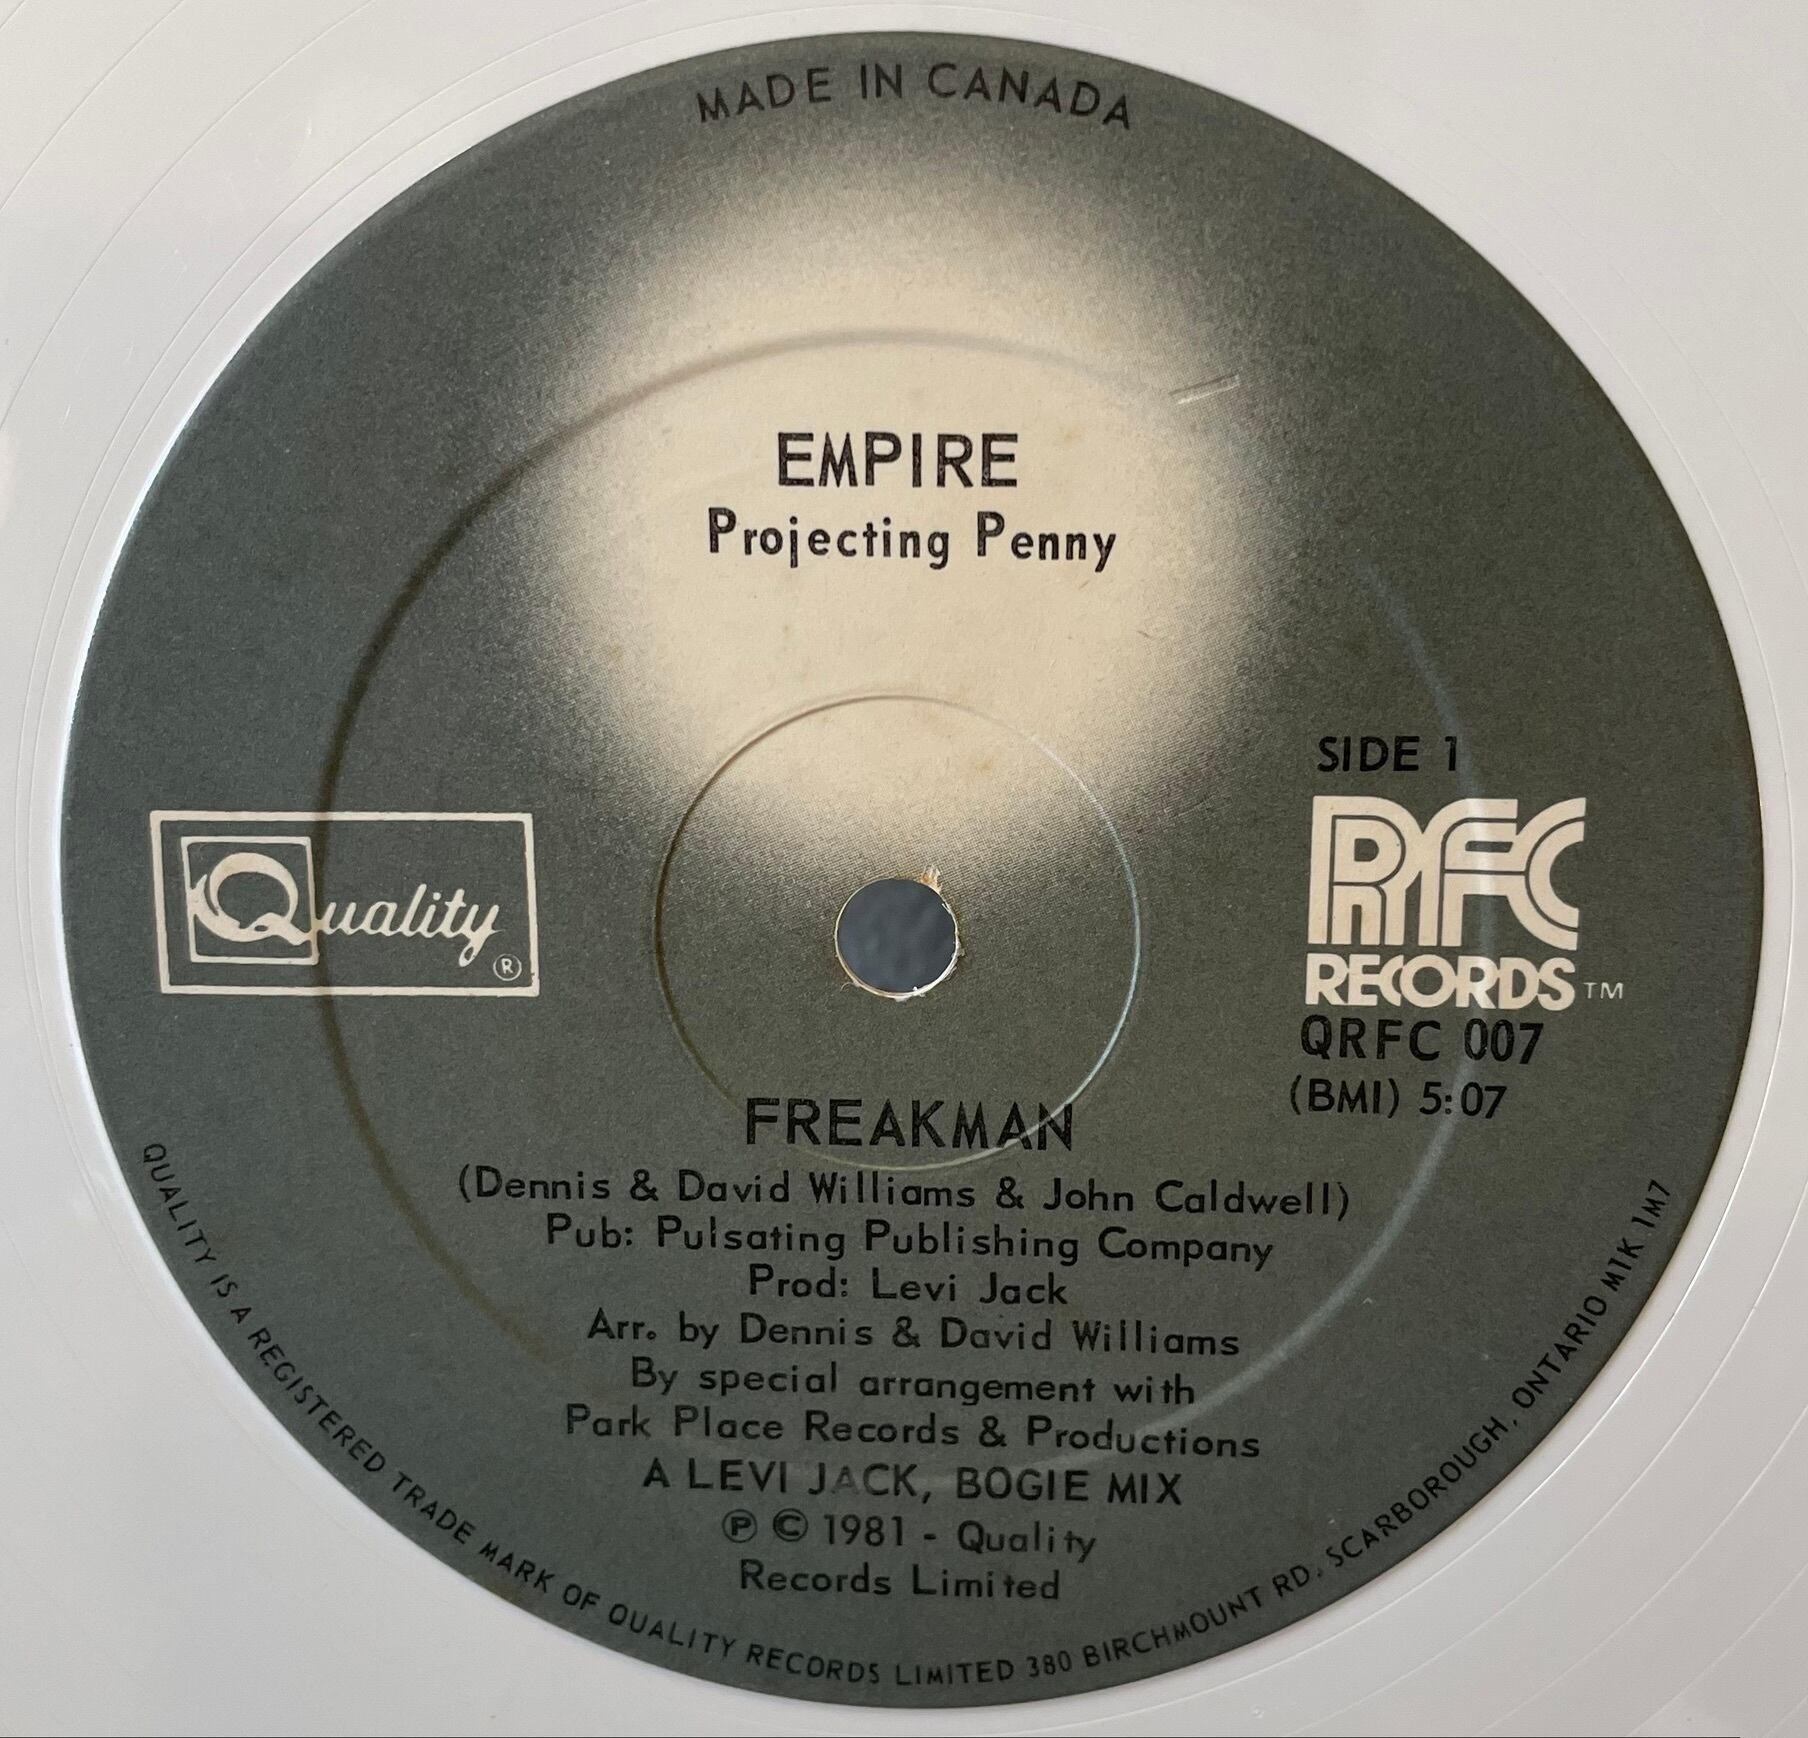 MADE IN CANADA
EMPIRE
Projecting Penny
SIDE 1
Quality ®
RFC
RECORDS ™
QRFC 007
(BMI) 5:07
FREAKMAN
(Dennis & David Williams & John Caldwell)
Pub: Pulsating Publishing Company
Prod: Levi Jack
Arr. by Dennis & David Williams
By special arrangement with
Park Place Records & Productions
A LEVI JACK, BOGIE MIX
℗ © 1981 - Quality
Records Limited
QUALITY IS A REGISTERED TRADE MARK OF QUALITY RECORDS LIMITED 380 BIRCHMOUNT RD. SCARBOROUGH, ONTARIO M1K 1M7